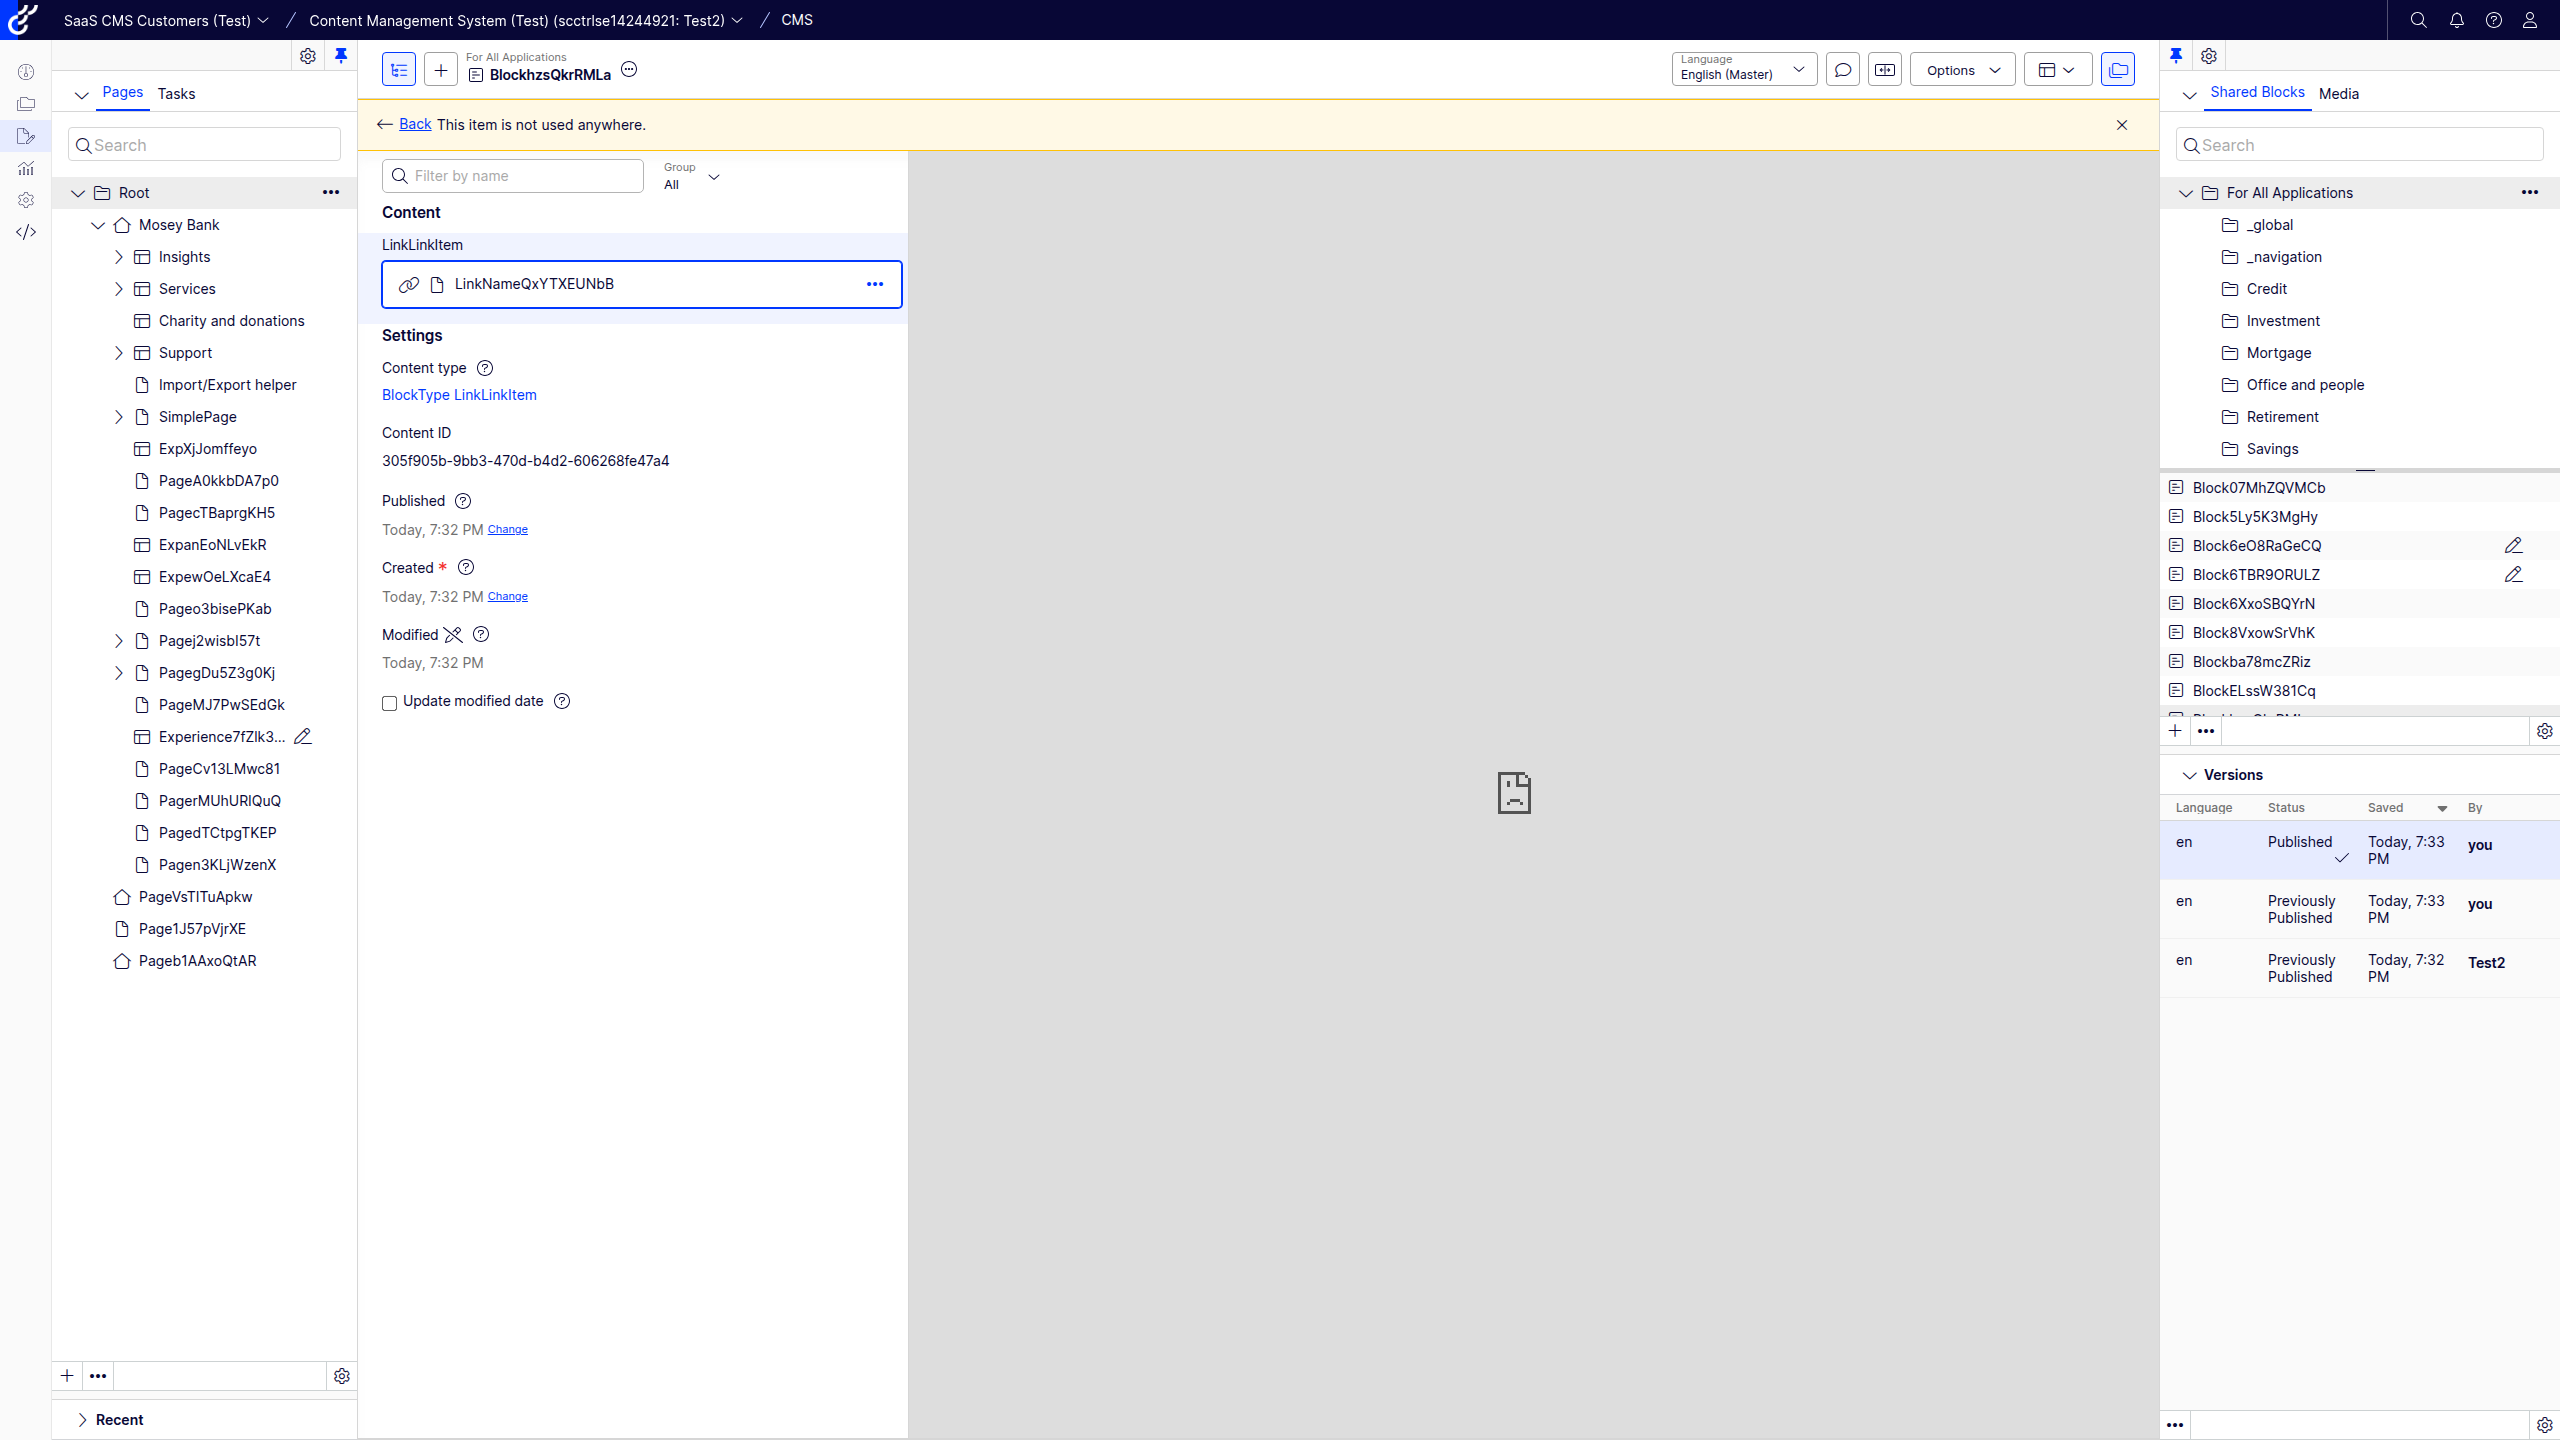 SaaS CMS Customers (Test)
Content Management System (Test) (scctrlse14244921: Test2)
CMS
Pages
Tasks
Search
Root
Mosey Bank
Insights
Services
Charity and donations
Support
Import/Export helper
SimplePage
ExpXjJomffeyo
PageA0kkbDA7p0
PagecTBaprgKH5
ExpanEoNLvEkR
ExpewOeLXcaE4
Pageo3bisePKab
Pagej2wisbI57t
PagegDu5Z3g0Kj
PageMJ7PwSEdGk
Experience7fZlk3...
PageCv13LMwc81
PagerMUhURlQuQ
PagedTCtpgTKEP
Pagen3KLjWzenX
PageVsTITuApkw
Page1J57pVjrXE
Pageb1AAxoQtAR
Recent
For All Applications
BlockhzsQkrRMLa
Language
English (Master)
Options
Back This item is not used anywhere.
Filter by name
Group
All
Content
LinkLinkItem
LinkNameQxYTXEUNbB
Settings
Content type
BlockType LinkLinkItem
Content ID
305f905b-9bb3-470d-b4d2-606268fe47a4
Published
Today, 7:32 PM Change
Created *
Today, 7:32 PM Change
Modified
Today, 7:32 PM
Update modified date
Shared Blocks
Media
Search
For All Applications
_global
_navigation
Credit
Investment
Mortgage
Office and people
Retirement
Savings
Block07MhZQVMCb
Block5Ly5K3MgHy
Block6eO8RaGeCQ
Block6TBR9ORULZ
Block6XxoSBQYrN
Block8VxowSrVhK
Blockba78mcZRiz
BlockELssW381Cq
Versions
Language Status Saved By
en Published Today, 7:33 PM you
en Previously Published Today, 7:33 PM you
en Previously Published Today, 7:32 PM Test2